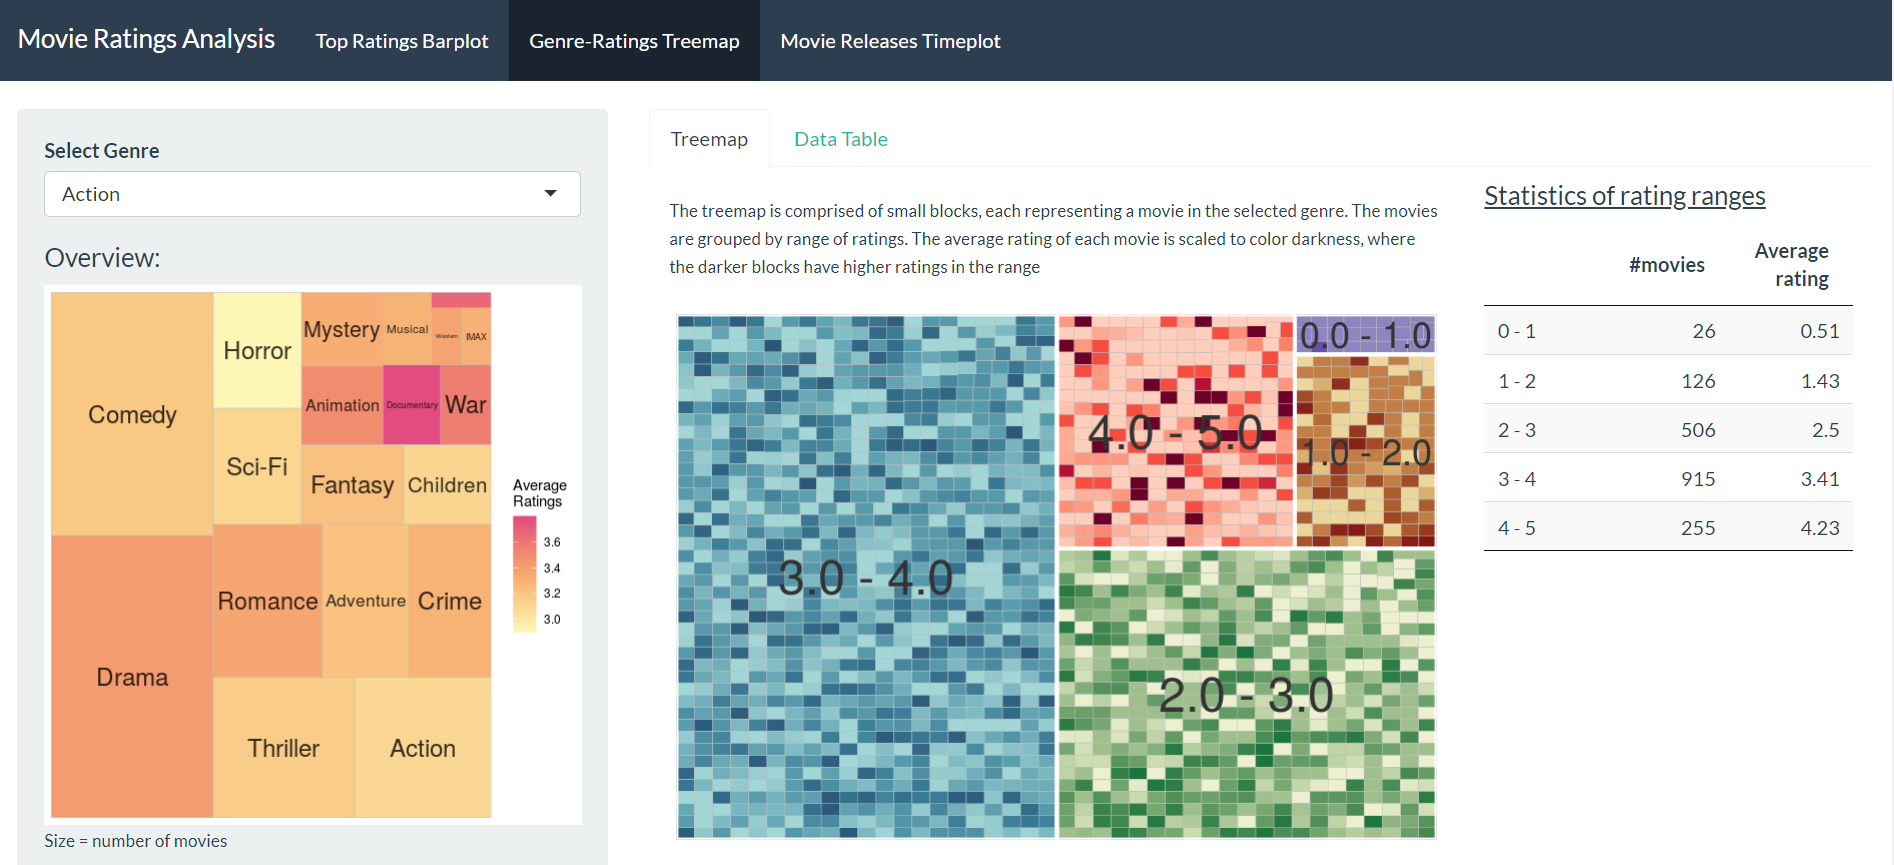 Movie Ratings Analysis
Top Ratings Barplot
Genre-Ratings Treemap
Movie Releases Timeplot
Select Genre
Action
Overview:
Comedy
Horror
Mystery
Musical
Western
IMAX
Animation
Documentary
War
Sci-Fi
Fantasy
Children
Romance
Adventure
Crime
Drama
Thriller
Action
Average
Ratings
3.6
3.4
3.2
3.0
Size = number of movies
Treemap
Data Table
The treemap is comprised of small blocks, each representing a movie in the selected genre. The movies
are grouped by range of ratings. The average rating of each movie is scaled to color darkness, where
the darker blocks have higher ratings in the range
3.0 - 4.0
4.0 - 5.0
0.0 - 1.0
1.0 - 2.0
2.0 - 3.0
Statistics of rating ranges
#movies
Average
rating
0 - 1 26 0.51
1 - 2 126 1.43
2 - 3 506 2.5
3 - 4 915 3.41
4 - 5 255 4.23